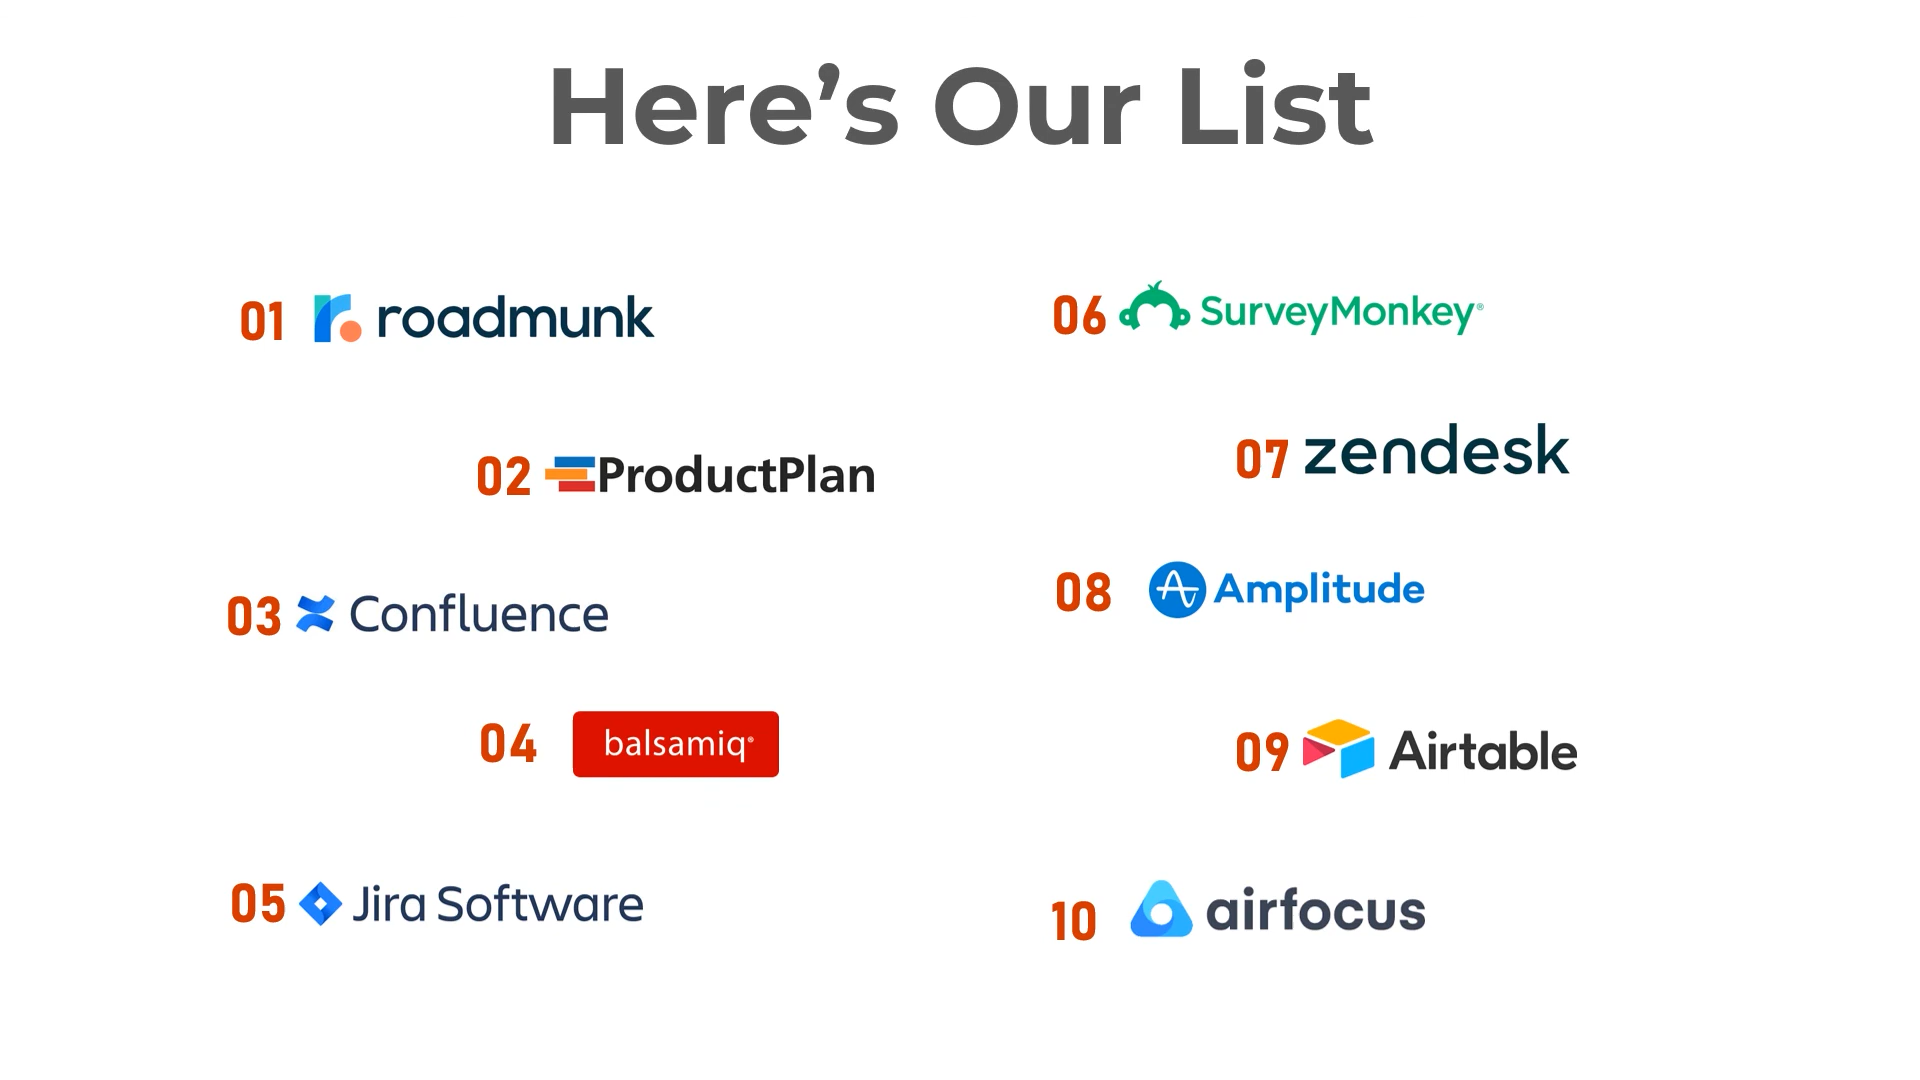 Here’s Our List
01 roadmunk
02 ProductPlan
03 Confluence
04 balsamiq®
05 Jira Software
06 SurveyMonkey®
07 zendesk
08 Amplitude
09 Airtable
10 airfocus